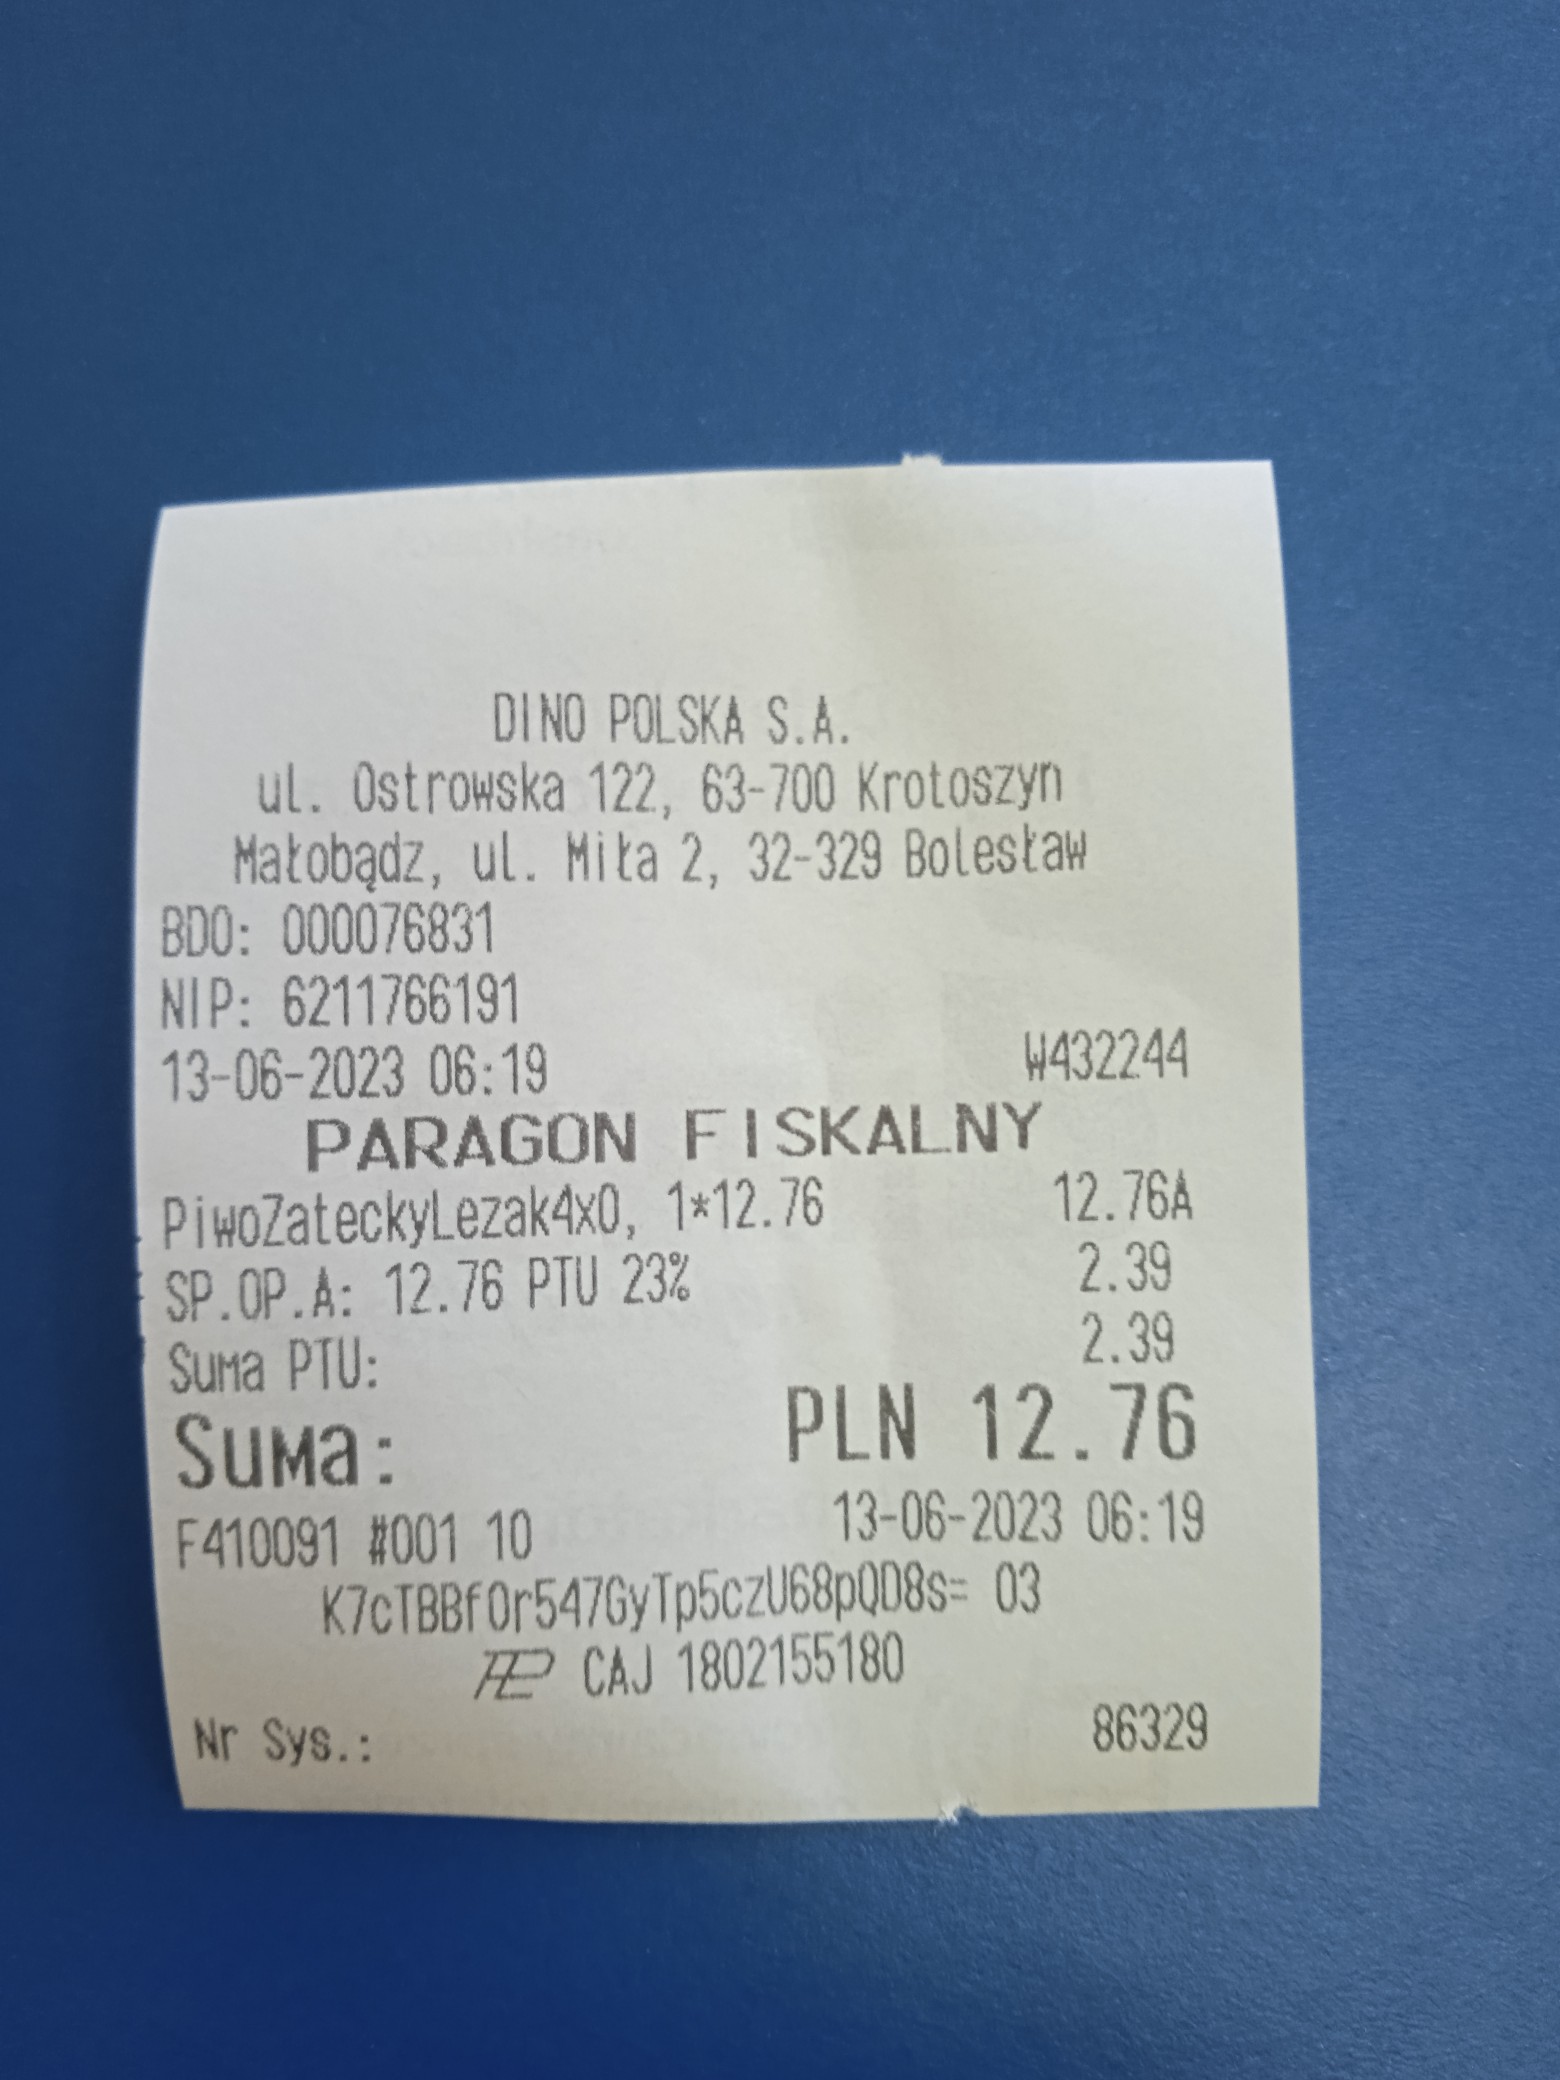 DINO POLSKA S.A.
ul. Ostrowska 122, 63-700 Krotoszyn
Małobądz, ul. Miła 2, 32-329 Bolesław
BDO: 000076831
NIP: 6211766191
13-06-2023 06:19 W432244
PARAGON FISKALNY
PiwoZateckyLezak4x0, 1*12.76 12.76A
SP.OP.A: 12.76 PTU 23% 2.39
Suma PTU: 2.39
Suma: PLN 12.76
F410091 #001 10 13-06-2023 06:19
K7cTBBfOr547GyTp5czU68pQD8s= 03
PL CAJ 1802155180
Nr Sys.: 86329